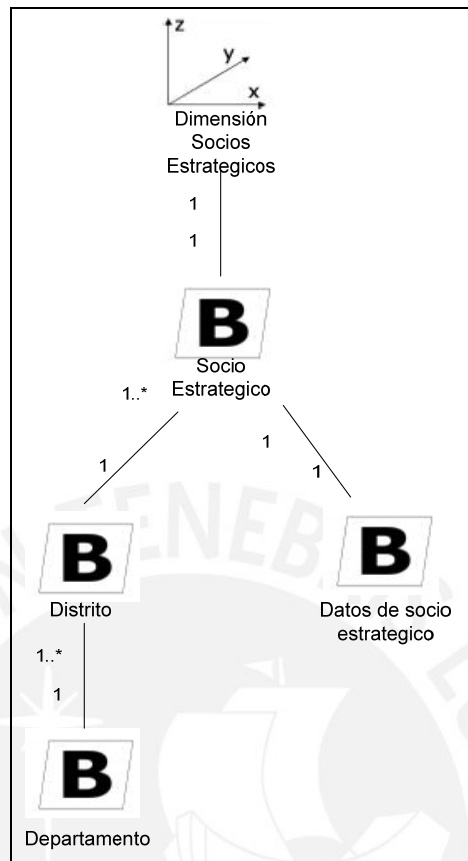 z
y
x
Dimensión
Socios
Estrategicos
1
1
B
Socio
Estrategico
1..*
1
1
1
B
Distrito
B
Datos de socio
estrategico
1..*
1
B
Departamento